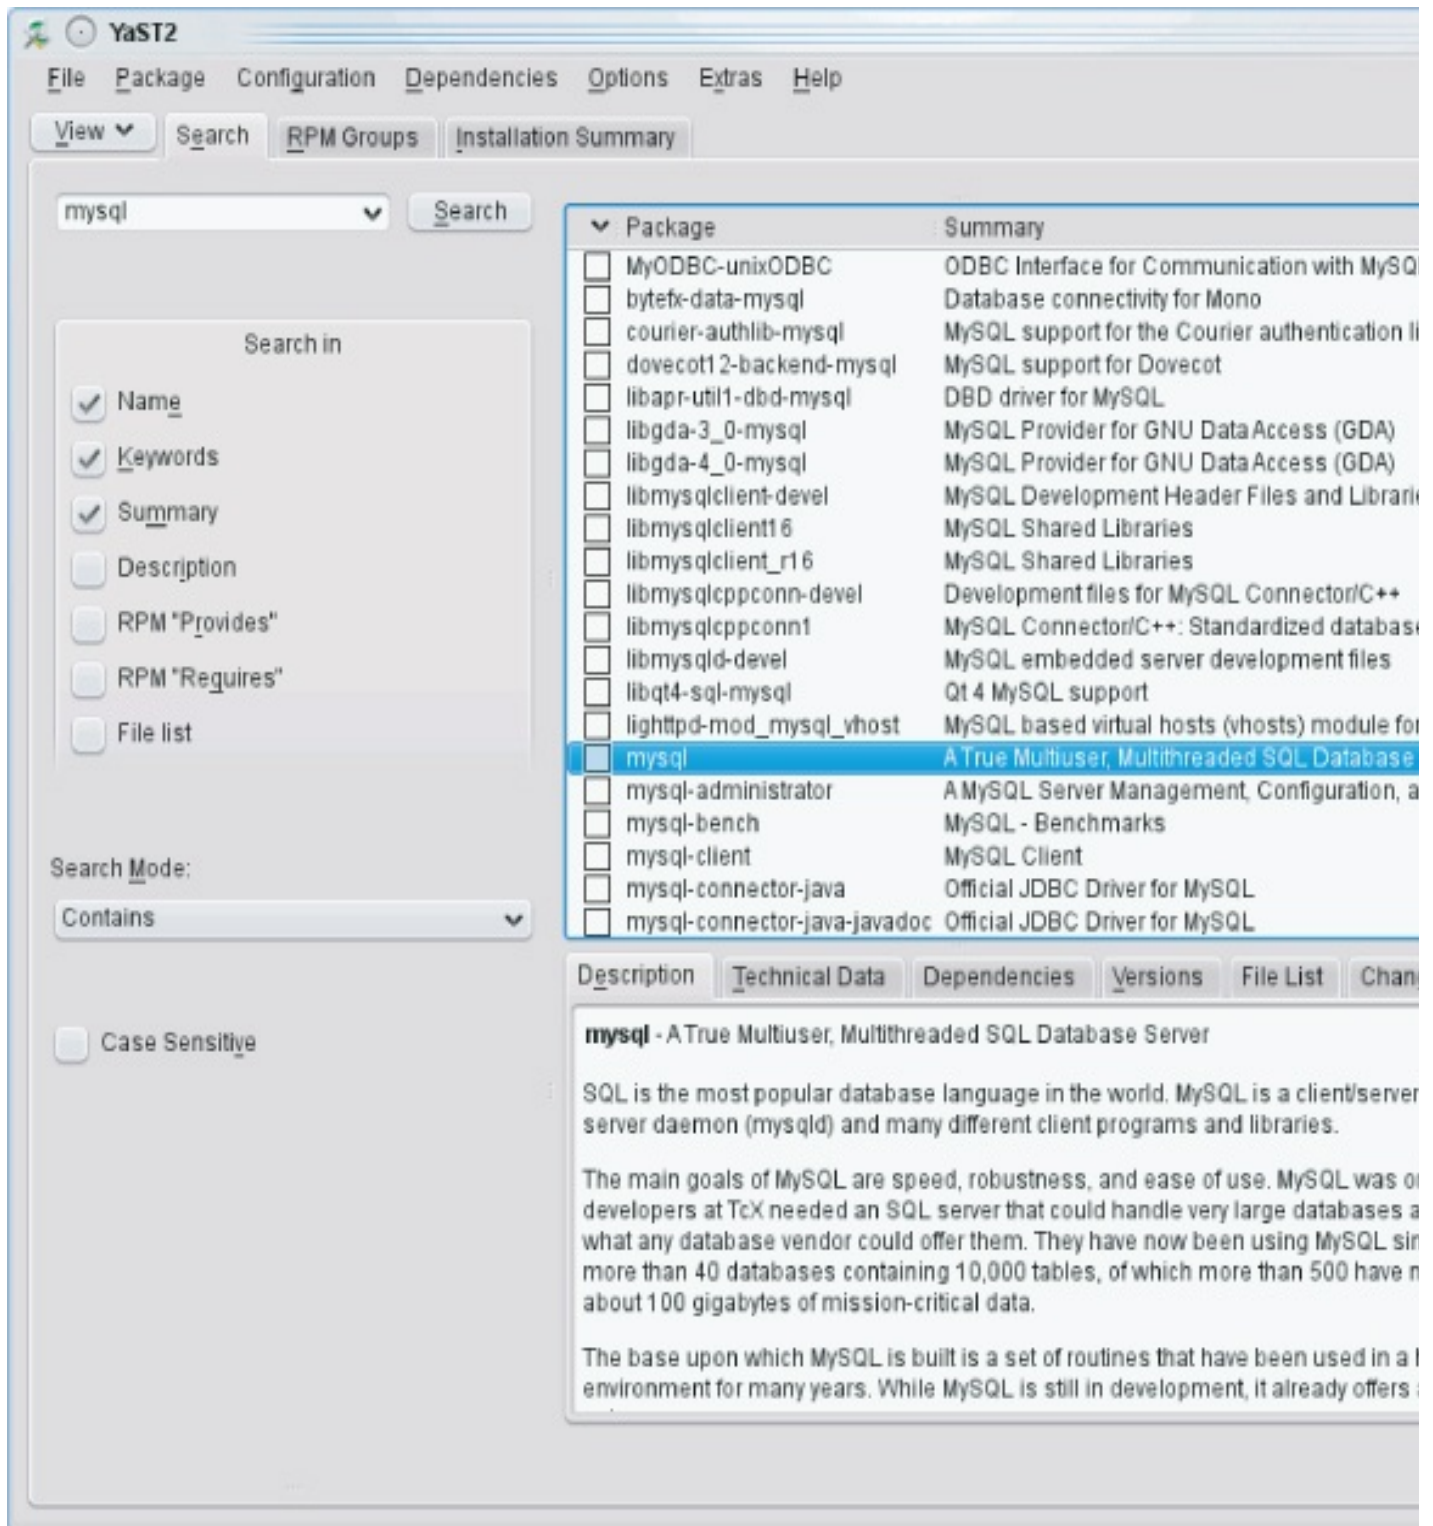 YaST2
File Package Configuration Dependencies Options Extras Help
View Search RPM Groups Installation Summary
mysql Search
Search in
Name
Keywords
Summary
Description
RPM "Provides"
RPM "Requires"
File list
Search Mode:
Contains
Case Sensitive
Package Summary
MyODBC-unixODBC ODBC Interface for Communication with MySQ
bytefx-data-mysql Database connectivity for Mono
courier-authlib-mysql MySQL support for the Courier authentication li
dovecot12-backend-mysql MySQL support for Dovecot
libapr-util1-dbd-mysql DBD driver for MySQL
libgda-3_0-mysql MySQL Provider for GNU Data Access (GDA)
libgda-4_0-mysql MySQL Provider for GNU Data Access (GDA)
libmysqlclient-devel MySQL Development Header Files and Librarie
libmysqlclient16 MySQL Shared Libraries
libmysqlclient_r16 MySQL Shared Libraries
libmysqlcppconn-devel Development files for MySQL Connector/C++
libmysqlcppconn1 MySQL Connector/C++: Standardized database
libmysqld-devel MySQL embedded server development files
libqt4-sql-mysql Qt 4 MySQL support
lighttpd-mod_mysql_vhost MySQL based virtual hosts (vhosts) module for
mysql A True Multiuser, Multithreaded SQL Database
mysql-administrator A MySQL Server Management, Configuration, a
mysql-bench MySQL - Benchmarks
mysql-client MySQL Client
mysql-connector-java Official JDBC Driver for MySQL
mysql-connector-java-javadoc Official JDBC Driver for MySQL
Description Technical Data Dependencies Versions File List Chan
mysql - A True Multiuser, Multithreaded SQL Database Server
SQL is the most popular database language in the world. MySQL is a client/server
server daemon (mysqld) and many different client programs and libraries.
The main goals of MySQL are speed, robustness, and ease of use. MySQL was or
developers at TcX needed an SQL server that could handle very large databases a
what any database vendor could offer them. They have now been using MySQL sin
more than 40 databases containing 10,000 tables, of which more than 500 have m
about 100 gigabytes of mission-critical data.
The base upon which MySQL is built is a set of routines that have been used in a h
environment for many years. While MySQL is still in development, it already offers